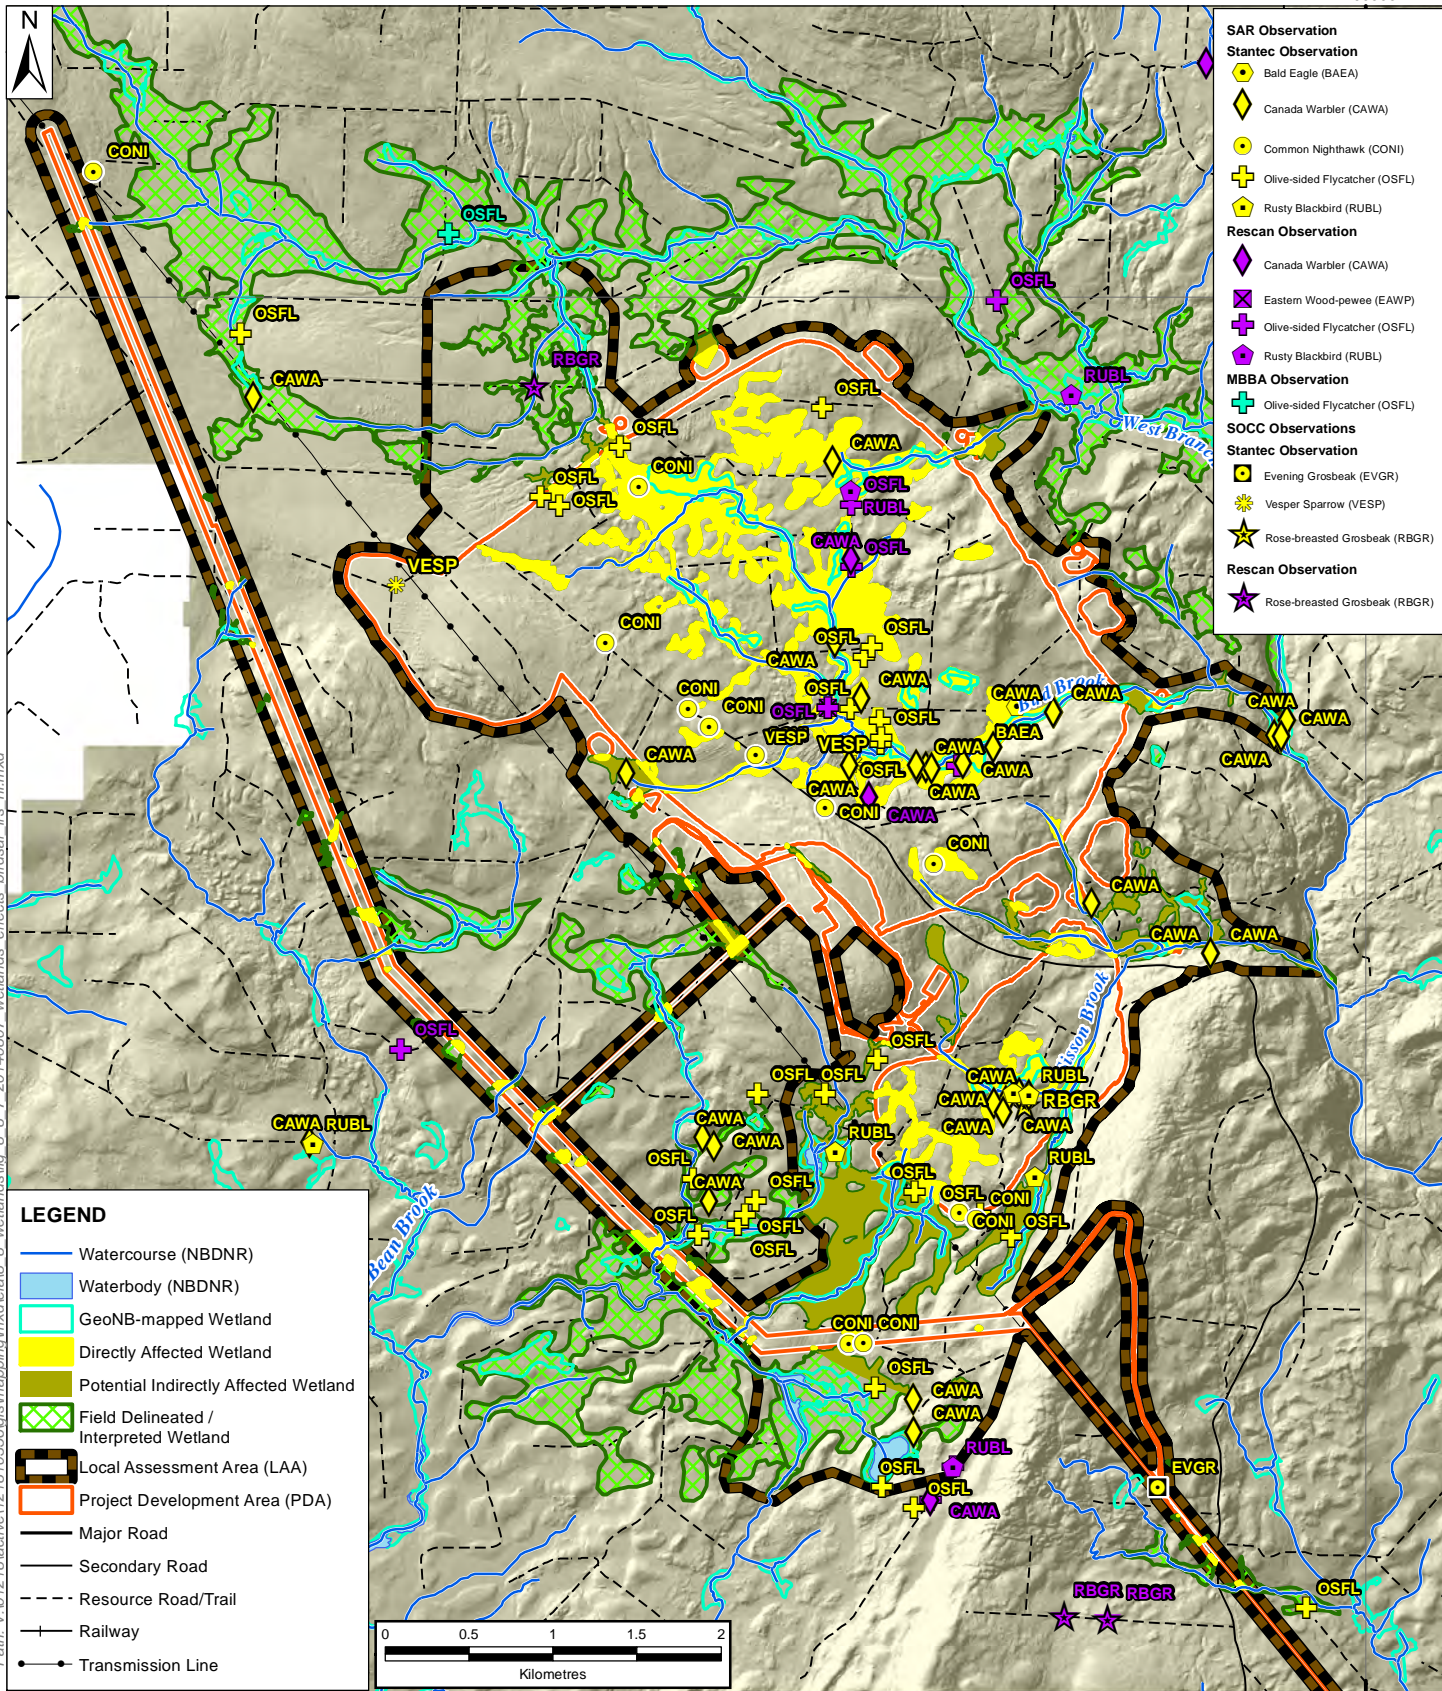 N
SAR Observation
Stantec Observation
Bald Eagle (BAEA)
Canada Warbler (CAWA)
Common Nighthawk (CONI)
Olive-sided Flycatcher (OSFL)
Rusty Blackbird (RUBL)
Rescan Observation
Canada Warbler (CAWA)
Eastern Wood-pewee (EAWP)
Olive-sided Flycatcher (OSFL)
Rusty Blackbird (RUBL)
MBBA Observation
Olive-sided Flycatcher (OSFL)
SOCC Observations
Stantec Observation
Evening Grosbeak (EVGR)
Vesper Sparrow (VESP)
Rose-breasted Grosbeak (RBGR)
Rescan Observation
Rose-breasted Grosbeak (RBGR)
CONI
OSFL
OSFL
OSFL
RBGR
CAWA
RUBL
OSFL
West Branch
OSFL
CAWA
CONI
OSFL
OSFL
OSFL
RUBL
CAWA
OSFL
VESP
CONI
OSFL
OSFL
CAWA
CAWA
CONI
OSFL
CAWA
CAWA
Bird Brook
CONI
OSFL
OSFL
CAWA
CAWA
VESP
VESP
BAEA
CAWA
CAWA
OSFL
CAWA
CAWA
CAWA
CAWA
CONI
CAWA
CONI
CAWA
CAWA
CAWA
OSFL
sisson Brook
OSFL
OSFL
OSFL
CAWA
RUBL
CAWA
RBGR
CAWA RUBL
CAWA
CAWA
CAWA
CAWA
RUBL
OSFL
OSFL
RUBL
CAWA
OSFL
OSFL
CONI
OSFL
OSFL
CONI
OSFL
OSFL
Bean Brook
CONI
CONI
OSFL
CAWA
CAWA
RUBL
OSFL
EVGR
OSFL
CAWA
RBGR
RBGR
OSFL
LEGEND
Watercourse (NBDNR)
Waterbody (NBDNR)
GeoNB-mapped Wetland
Directly Affected Wetland
Potential Indirectly Affected Wetland
Field Delineated /
Interpreted Wetland
Local Assessment Area (LAA)
Project Development Area (PDA)
Major Road
Secondary Road
Resource Road/Trail
Railway
Transmission Line
0 0.5 1 1.5 2
Kilometres